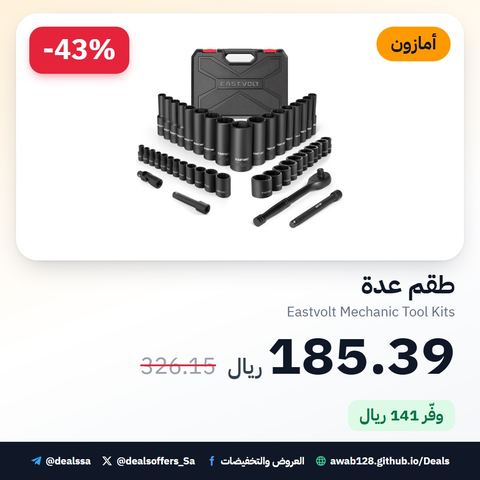 -43%
أمازون
EASTVOLT
طقم عدة
Eastvolt Mechanic Tool Kits
185.39 ريال 326.15
وفّر 141 ريال
@dealssa @dealsoffers_Sa العروض والتخفيضات awab128.github.io/Deals